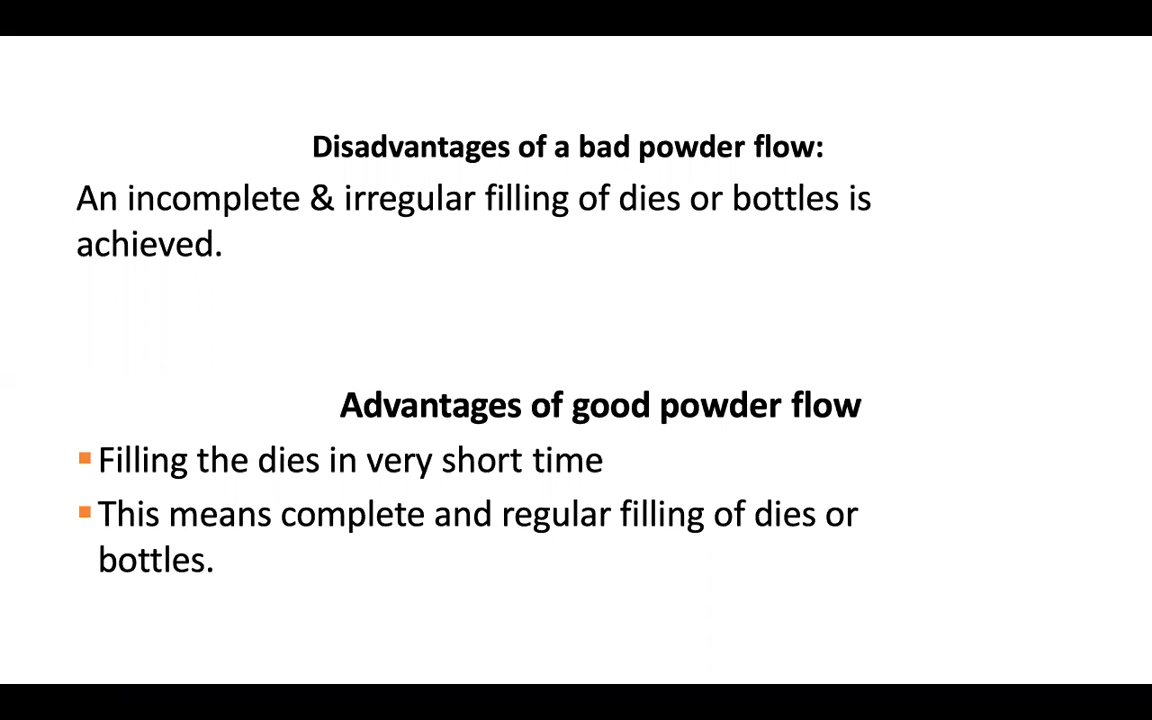 Disadvantages of a bad powder flow:
An incomplete & irregular filling of dies or bottles is
achieved.
Advantages of good powder flow
▪Filling the dies in very short time
▪This means complete and regular filling of dies or
bottles.